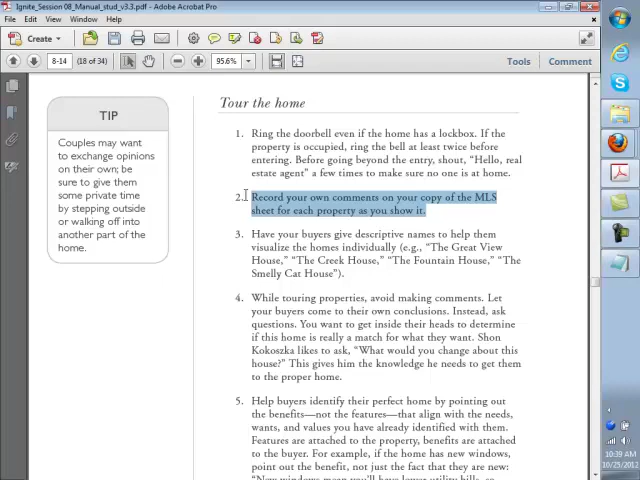 Ignite_Session 08_Manual_stud_v3.3.pdf - Adobe Acrobat Pro
File Edit View Window Help
Create
8-14 (18 of 34) 95.6% Tools Comment
TIP
Couples may want
to exchange opinions
on their own; be
sure to give them
some private time
by stepping outside
or walking off into
another part of the
home.
Tour the home
1. Ring the doorbell even if the home has a lockbox. If the
property is occupied, ring the bell at least twice before
entering. Before going beyond the entry, shout, “Hello, real
estate agent” a few times to make sure no one is at home.
2. Record your own comments on your copy of the MLS
sheet for each property as you show it.
3. Have your buyers give descriptive names to help them
visualize the homes individually (e.g., “The Great View
House,” “The Creek House,” “The Fountain House,” “The
Smelly Cat House”).
4. While touring properties, avoid making comments. Let
your buyers come to their own conclusions. Instead, ask
questions. You want to get inside their heads to determine
if this home is really a match for what they want. Shon
Kokoszka likes to ask, “What would you change about this
house?” This gives him the knowledge he needs to get them
to the proper home.
5. Help buyers identify their perfect home by pointing out
the benefits—not the features—that align with the needs,
wants, and values you have already identified with them.
Features are attached to the property, benefits are attached
to the buyer. For example, if the home has new windows,
point out the benefit, not just the fact that they are new:
“New windows mean you’ll have lower utility bills, so
10:39 AM
10/25/2012